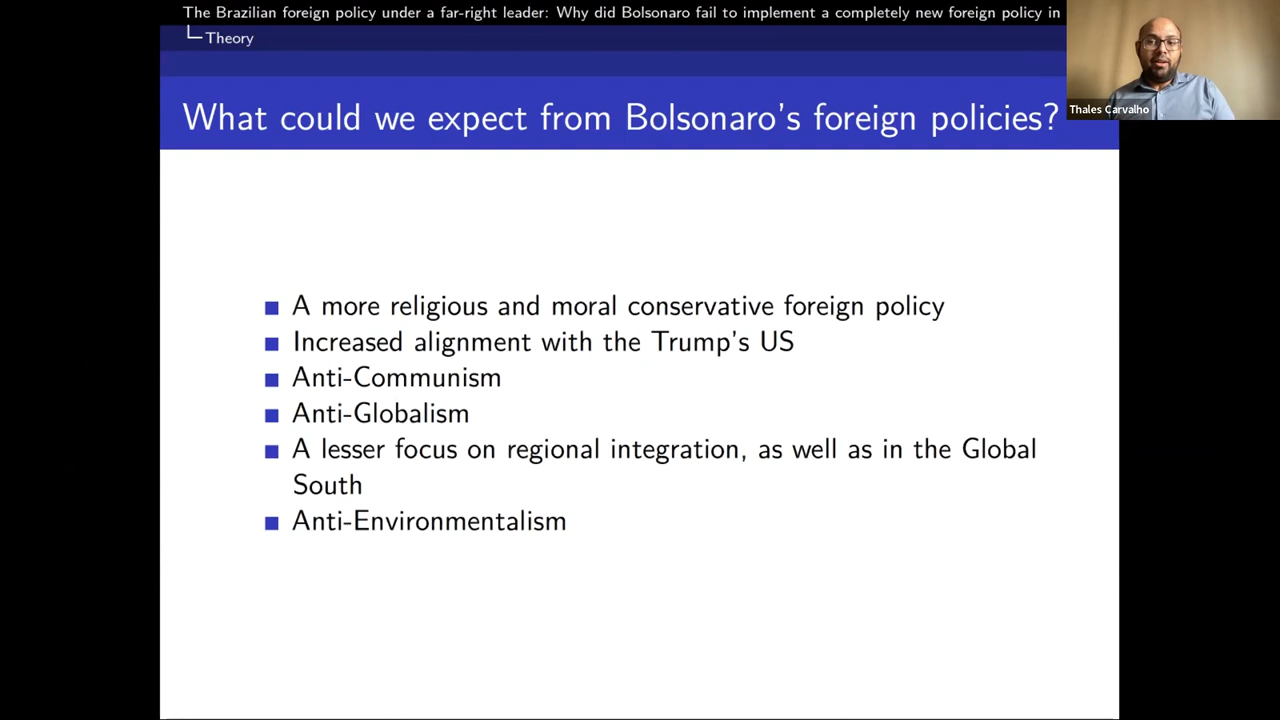 The Brazilian foreign policy under a far-right leader: Why did Bolsonaro fail to implement a completely new foreign policy in
Theory
Thales Carvalho
What could we expect from Bolsonaro's foreign policies?
A more religious and moral conservative foreign policy
Increased alignment with the Trump's US
Anti-Communism
Anti-Globalism
A lesser focus on regional integration, as well as in the Global
South
Anti-Environmentalism